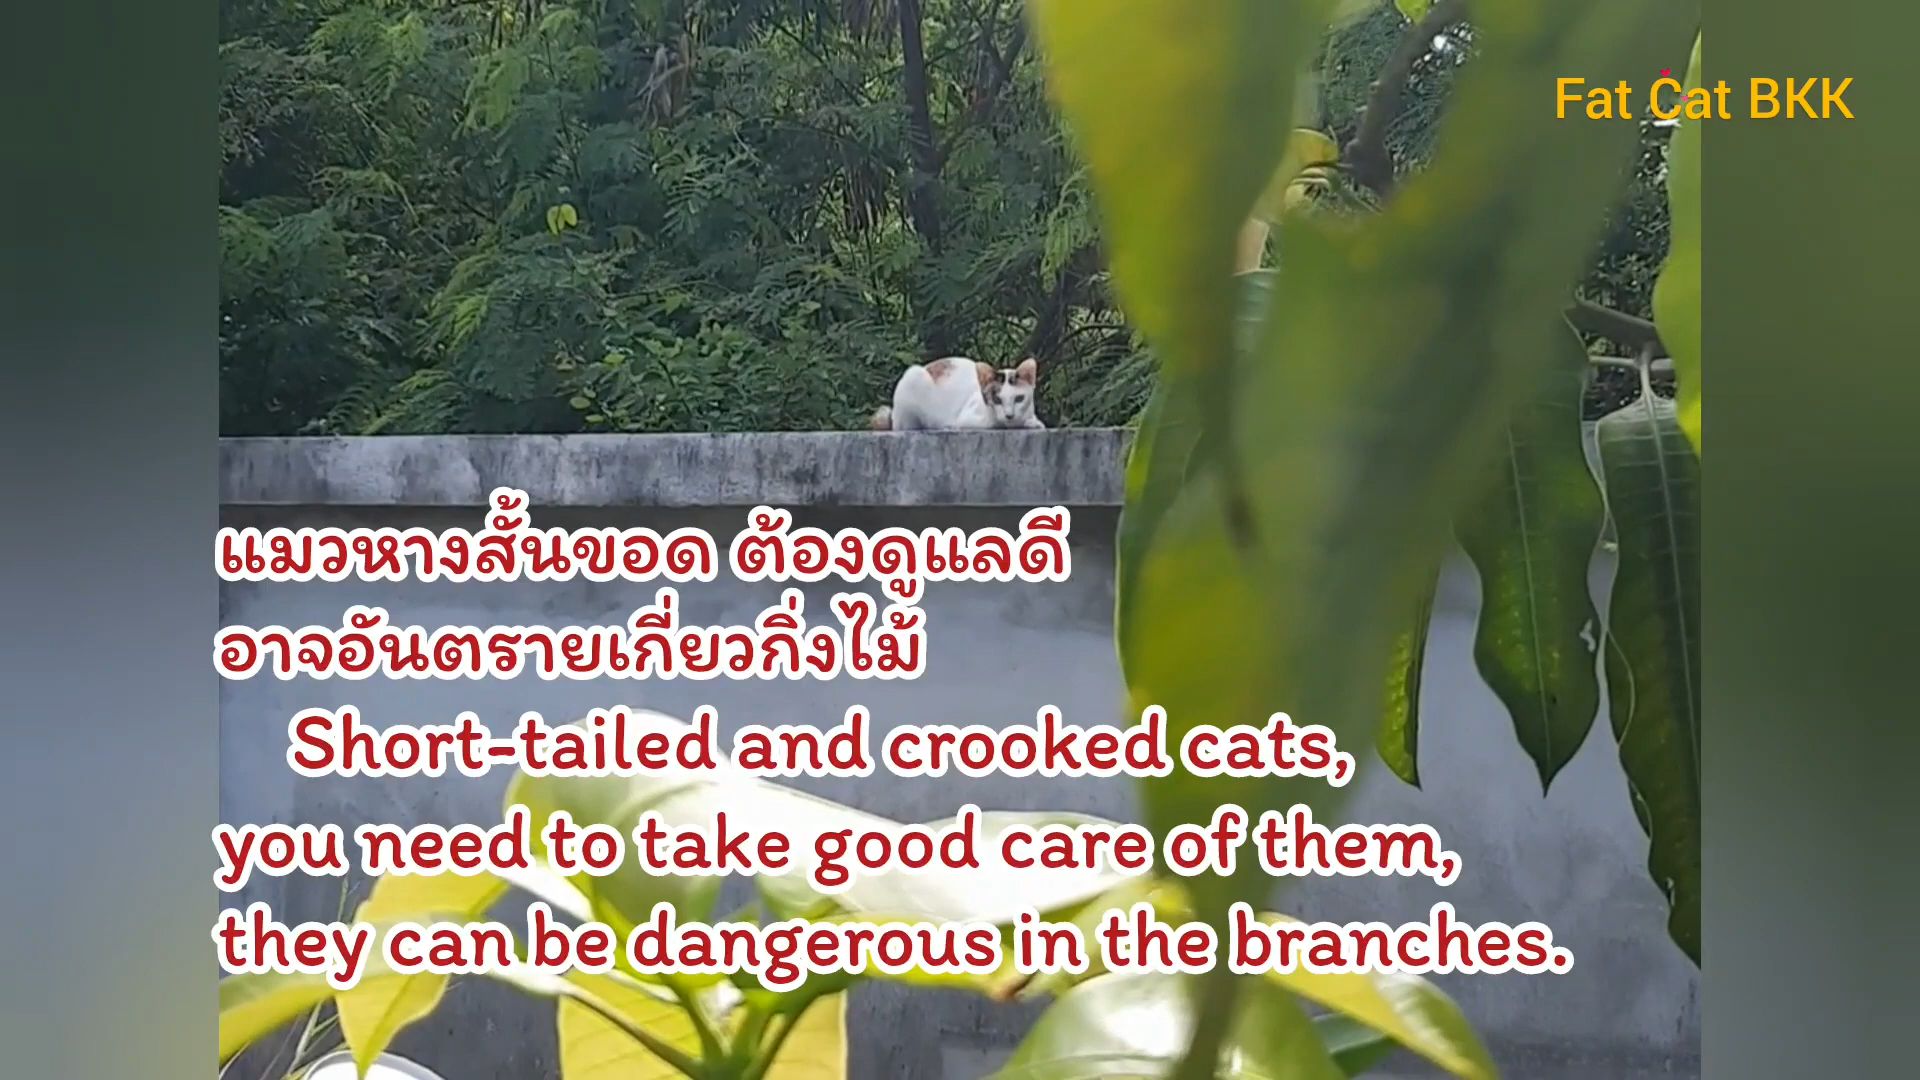 Fat Cat BKK
แมวหางสั้นขอด ต้องดูแลดี
อาจอันตรายเกี่ยวกิ่งไม้
Short-tailed and crooked cats,
you need to take good care of them,
they can be dangerous in the branches.